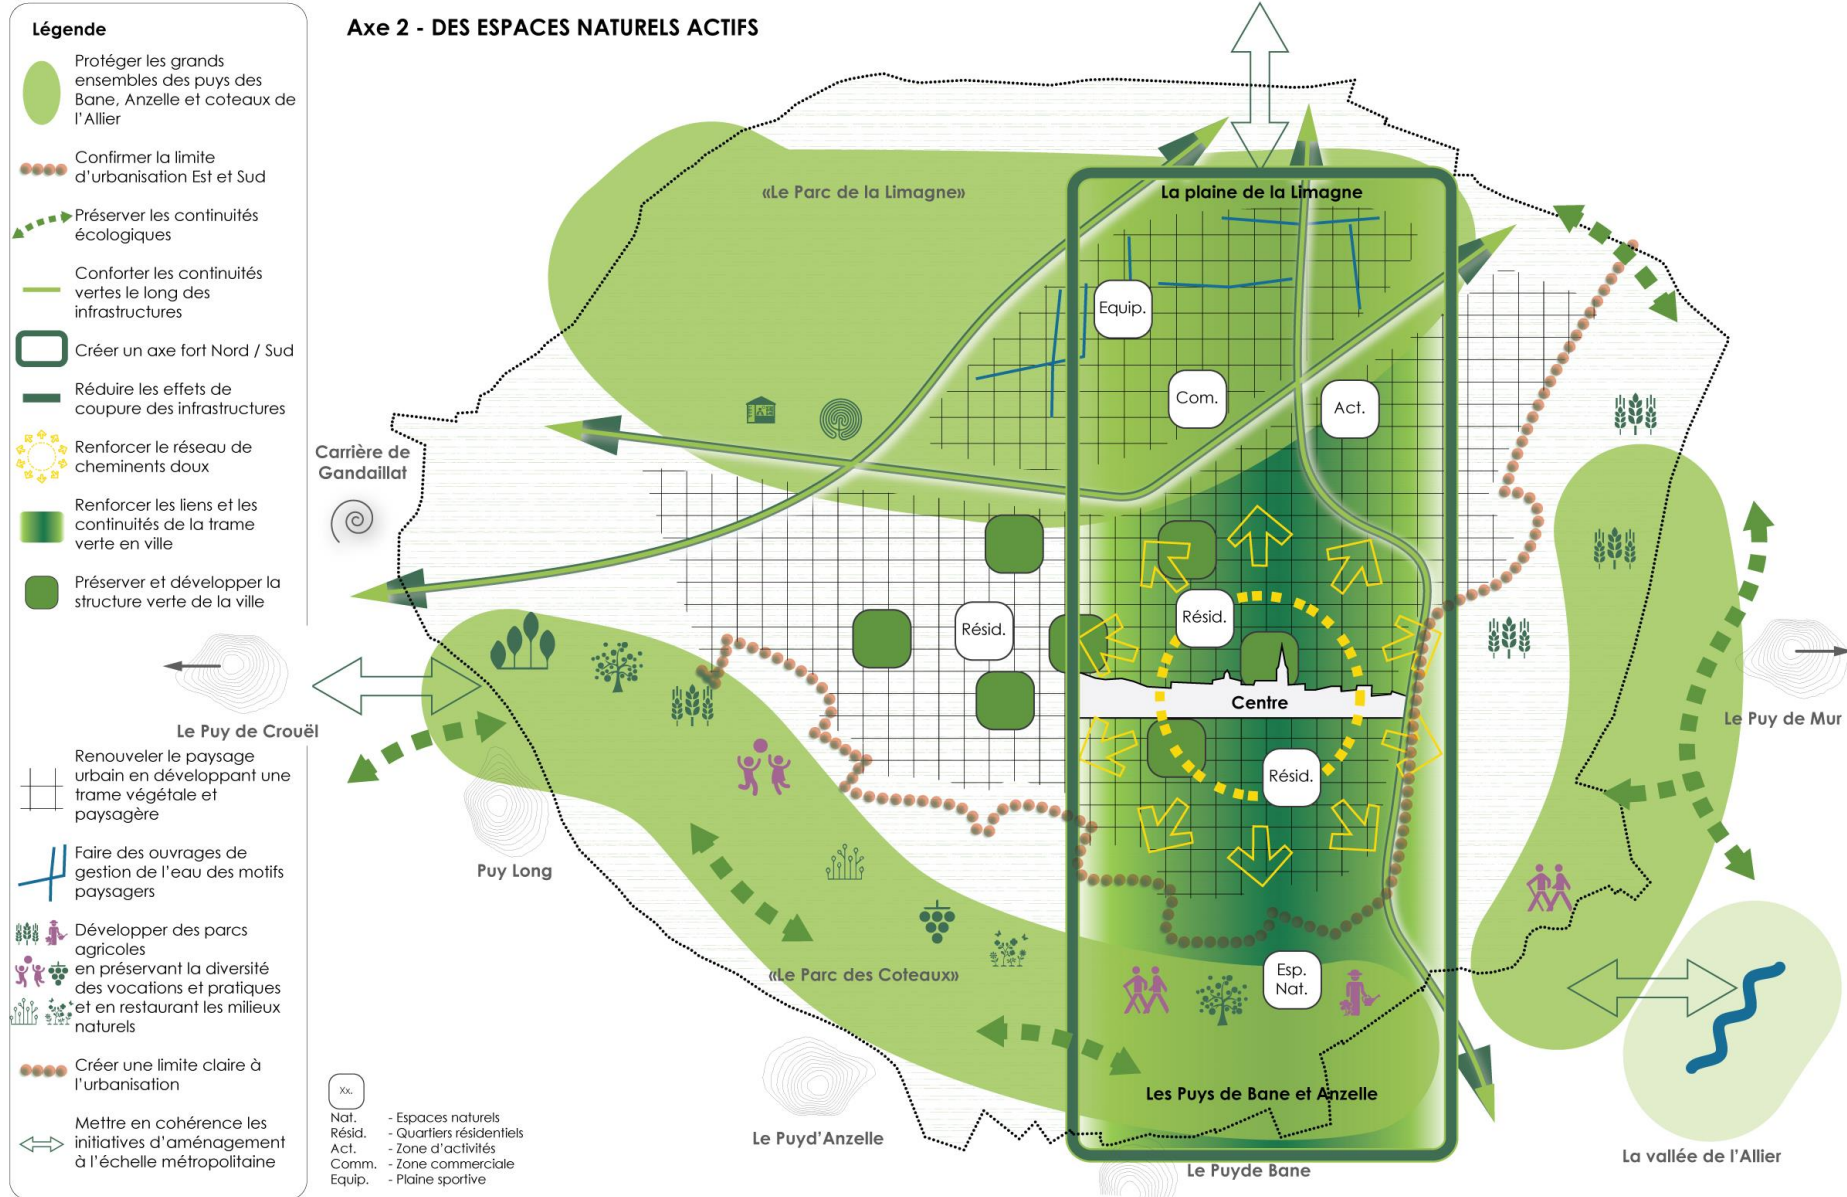 Axe 2 - DES ESPACES NATURELS ACTIFS
Légende
Protéger les grands
ensembles des puys des
Bane, Anzelle et coteaux de
l'Allier
Confirmer la limite
d'urbanisation Est et Sud
Préserver les continuités
écologiques
Conforter les continuités
vertes le long des
infrastructures
Créer un axe fort Nord / Sud
Réduire les effets de
coupure des infrastructures
Renforcer le réseau de
cheminents doux
Renforcer les liens et les
continuités de la trame
verte en ville
Préserver et développer la
structure verte de la ville
Le Puy de Crouël
Renouveler le paysage
urbain en développant une
trame végétale et
paysagère
Faire des ouvrages de
gestion de l'eau des motifs
paysagers
Développer des parcs
agricoles
en préservant la diversité
des vocations et pratiques
et en restaurant les milieux
naturels
Créer une limite claire à
l'urbanisation
Mettre en cohérence les
initiatives d'aménagement
à l'échelle métropolitaine
«Le Parc de la Limagne»
La plaine de la Limagne
Equip.
Com.
Act.
Carrière de
Gandaillat
Résid.
Résid.
Centre
Le Puy de Mur
Résid.
Puy Long
«Le Parc des Coteaux»
Esp.
Nat.
Les Puys de Bane et Anzelle
Le Puyd'Anzelle
Le Puyde Bane
La vallée de l'Allier
Xx.
Nat. - Espaces naturels
Résid. - Quartiers résidentiels
Act. - Zone d'activités
Comm. - Zone commerciale
Equip. - Plaine sportive